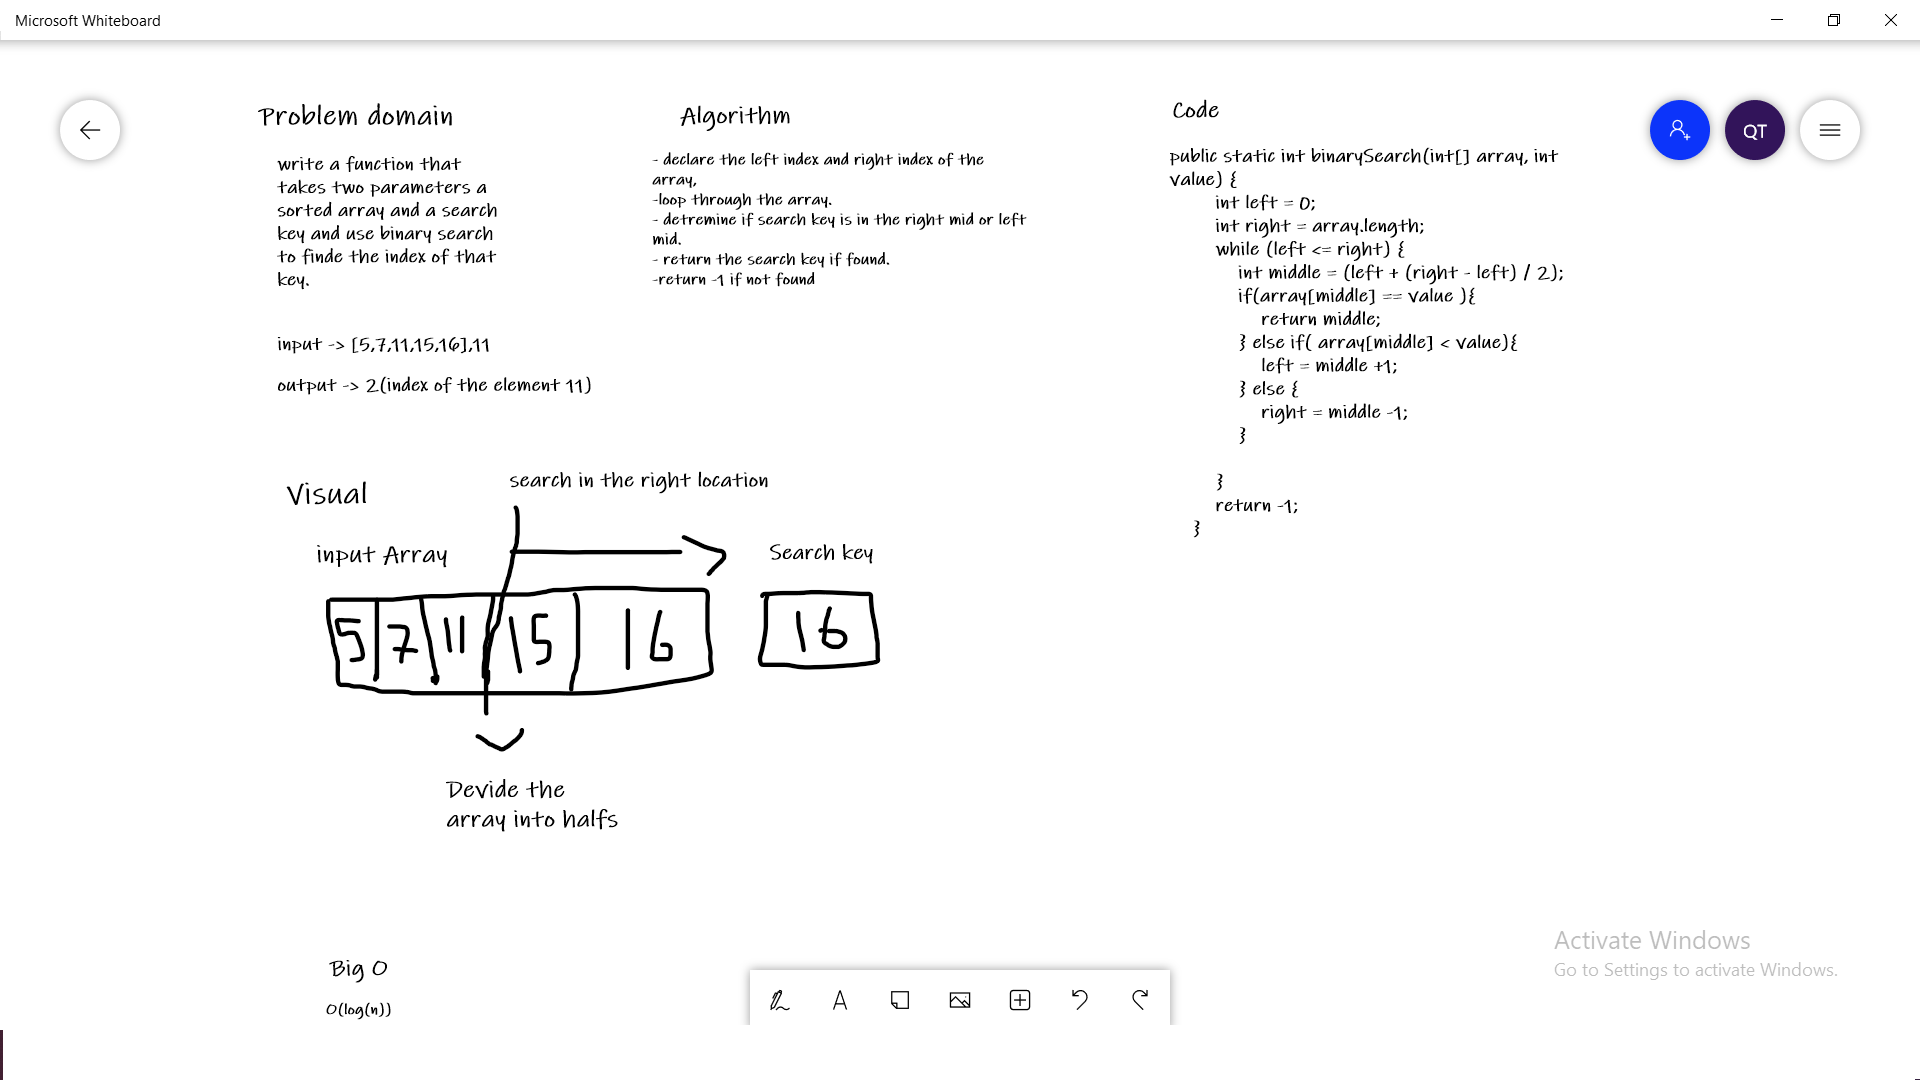 Microsoft Whiteboard
QT
Problem domain
write a function that
takes two parameters a
sorted array and a search
key and use binary search
to finde the index of that
key.
input -> [5,7,11,15,16],11
output -> 2(index of the element 11)
Algorithm
- declare the left index and right index of the
array,
-loop through the array.
- detremine if search key is in the right mid or left
mid.
- return the search key if found.
-return -1 if not found
Code
public static int binarySearch(int[] array, int
value) {
int left = 0;
int right = array.length;
while (left <= right) {
int middle = (left + (right - left) / 2);
if(array[middle] == value ){
return middle;
} else if( array[middle] < value){
left = middle +1;
} else {
right = middle -1;
}
}
return -1;
}
Visual
search in the right location
input Array
Search key
5 7 11 15 16
16
Devide the
array into halfs
Big O
O(log(n))
Activate Windows
Go to Settings to activate Windows.